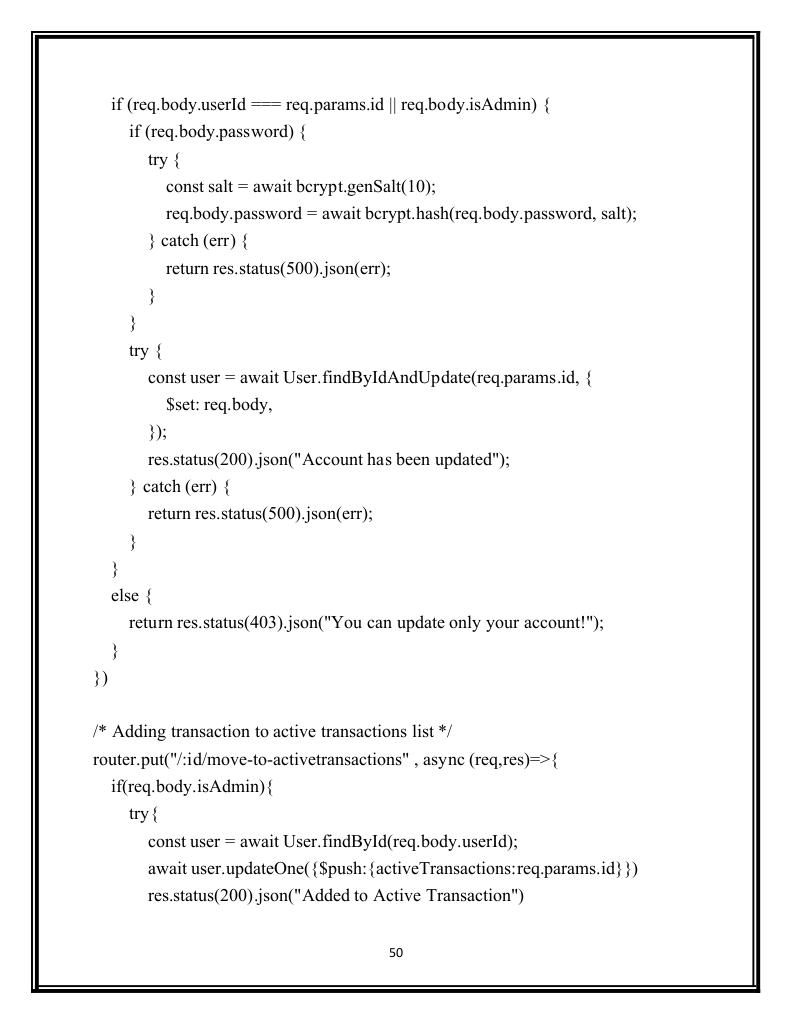 if (req.body.userId === req.params.id || req.body.isAdmin) {
if (req.body.password) {
try {
const salt = await bcrypt.genSalt(10);
req.body.password = await bcrypt.hash(req.body.password, salt);
} catch (err) {
return res.status(500).json(err);
}
}
try {
const user = await User.findByIdAndUpdate(req.params.id, {
$set: req.body,
});
res.status(200).json("Account has been updated");
} catch (err) {
return res.status(500).json(err);
}
}
else {
return res.status(403).json("You can update only your account!");
}
})
/* Adding transaction to active transactions list */
router.put("/:id/move-to-activetransactions" , async (req,res)=>{
if(req.body.isAdmin){
try{
const user = await User.findById(req.body.userId);
await user.updateOne({$push:{activeTransactions:req.params.id}})
res.status(200).json("Added to Active Transaction")
50